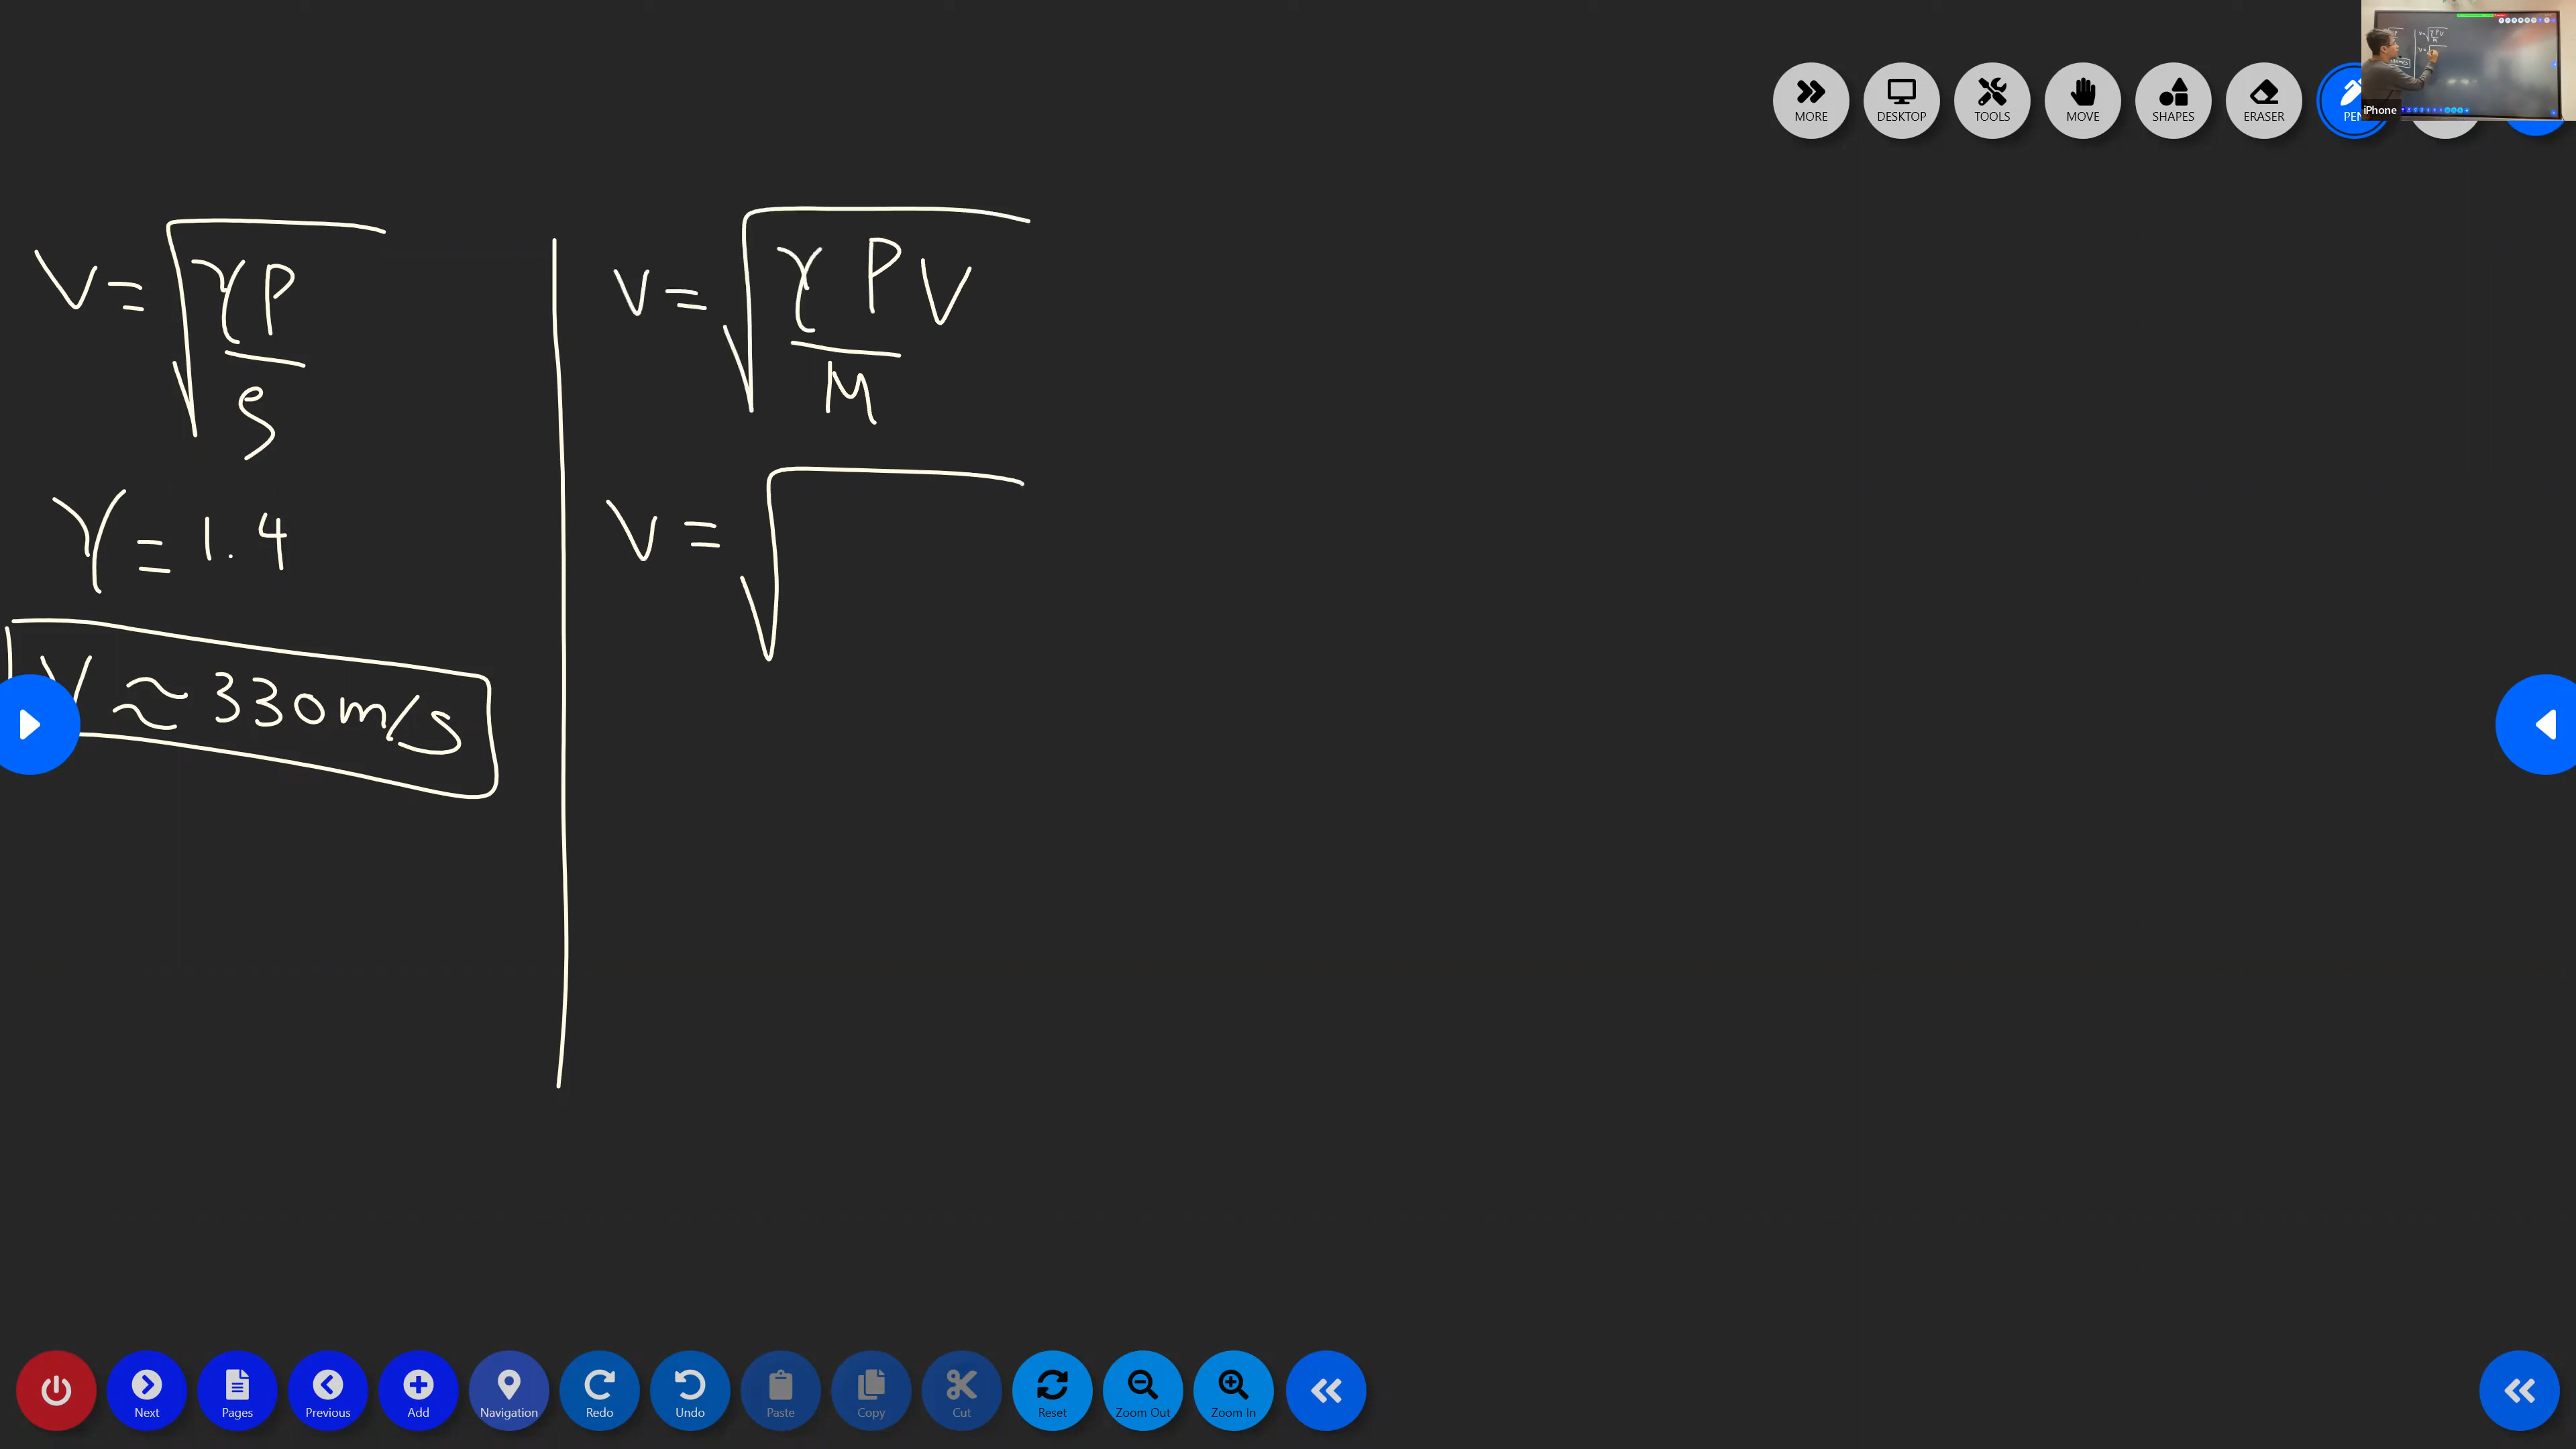 MORE DESKTOP TOOLS MOVE SHAPES ERASER PEN
iPhone
V = √(γP/ρ)
γ = 1.4
V ≈ 330 m/s
v = √(γPV/M)
V = √
Next Pages Previous Add Navigation Redo Undo Paste Copy Cut Reset Zoom Out Zoom In